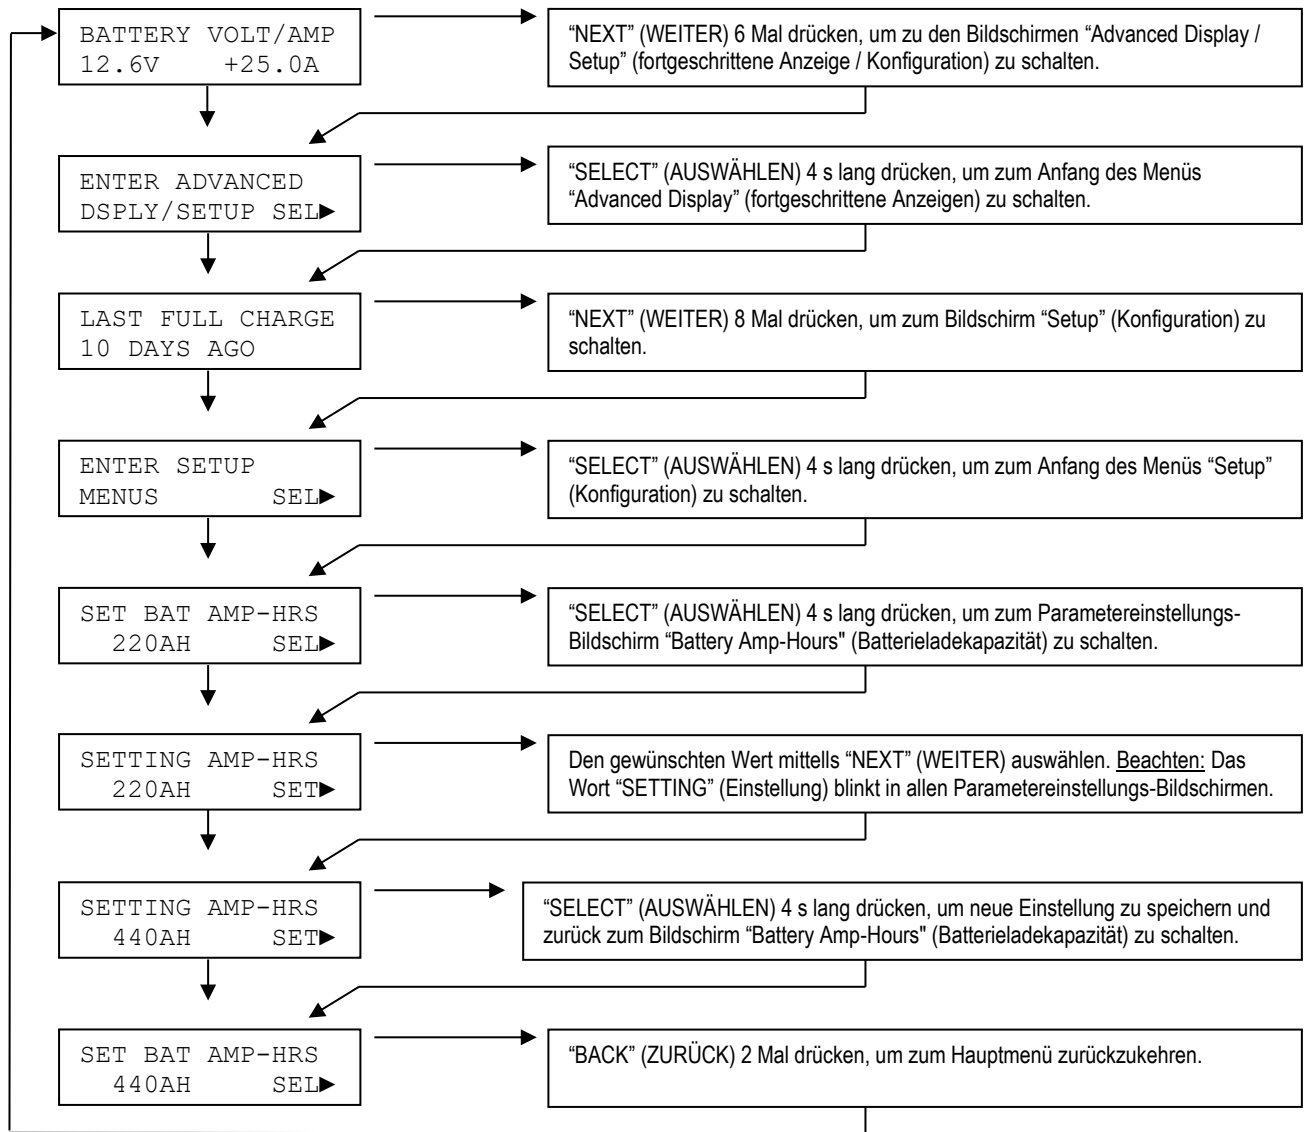 BATTERY VOLT/AMP
12.6V +25.0A
“NEXT” (WEITER) 6 Mal drücken, um zu den Bildschirmen “Advanced Display /
Setup” (fortgeschrittene Anzeige / Konfiguration) zu schalten.
ENTER ADVANCED
DSPLY/SETUP SEL►
“SELECT” (AUSWÄHLEN) 4 s lang drücken, um zum Anfang des Menüs
“Advanced Display” (fortgeschrittene Anzeigen) zu schalten.
LAST FULL CHARGE
10 DAYS AGO
“NEXT” (WEITER) 8 Mal drücken, um zum Bildschirm “Setup” (Konfiguration) zu
schalten.
ENTER SETUP
MENUS SEL►
“SELECT” (AUSWÄHLEN) 4 s lang drücken, um zum Anfang des Menüs “Setup”
(Konfiguration) zu schalten.
SET BAT AMP-HRS
220AH SEL►
“SELECT” (AUSWÄHLEN) 4 s lang drücken, um zum Parametereinstellungs-
Bildschirm “Battery Amp-Hours" (Batterieladekapazität) zu schalten.
SETTING AMP-HRS
220AH SET►
Den gewünschten Wert mittells “NEXT” (WEITER) auswählen. Beachten: Das
Wort “SETTING” (Einstellung) blinkt in allen Parametereinstellungs-Bildschirmen.
SETTING AMP-HRS
440AH SET►
“SELECT” (AUSWÄHLEN) 4 s lang drücken, um neue Einstellung zu speichern und
zurück zum Bildschirm “Battery Amp-Hours" (Batterieladekapazität) zu schalten.
SET BAT AMP-HRS
440AH SEL►
“BACK” (ZURÜCK) 2 Mal drücken, um zum Hauptmenü zurückzukehren.